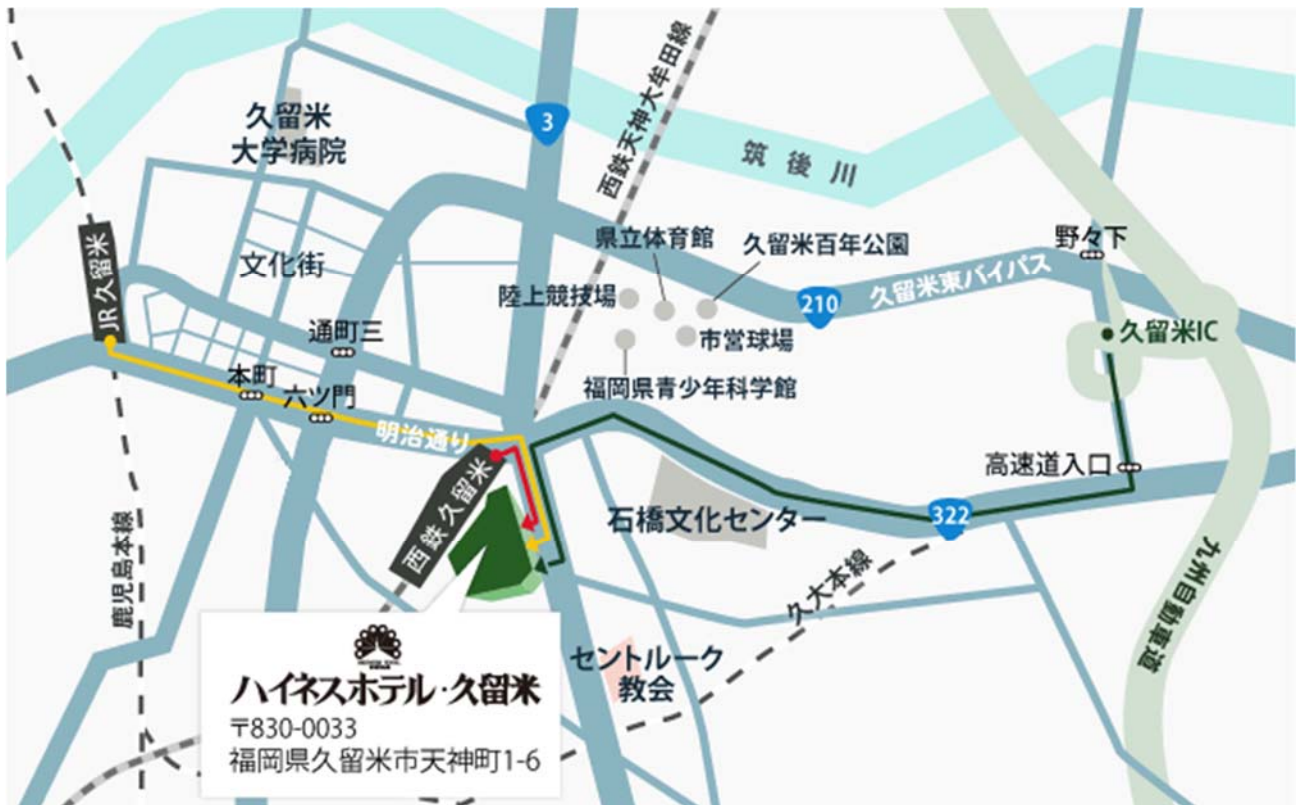 3
西鉄天神大牟田線
久留米
大学病院
筑後川
県立体育館
久留米百年公園
野々下
JR久留米
文化街
陸上競技場
210
久留米東バイパス
通町三
市営球場
久留米IC
本町
六ツ門
福岡県青少年科学館
明治通り
高速道入口
西鉄久留米
石橋文化センター
322
鹿児島本線
久大本線
九州自動車道
セントルーク
教会
ハイネスホテル・久留米
〒830-0033
福岡県久留米市天神町1-6